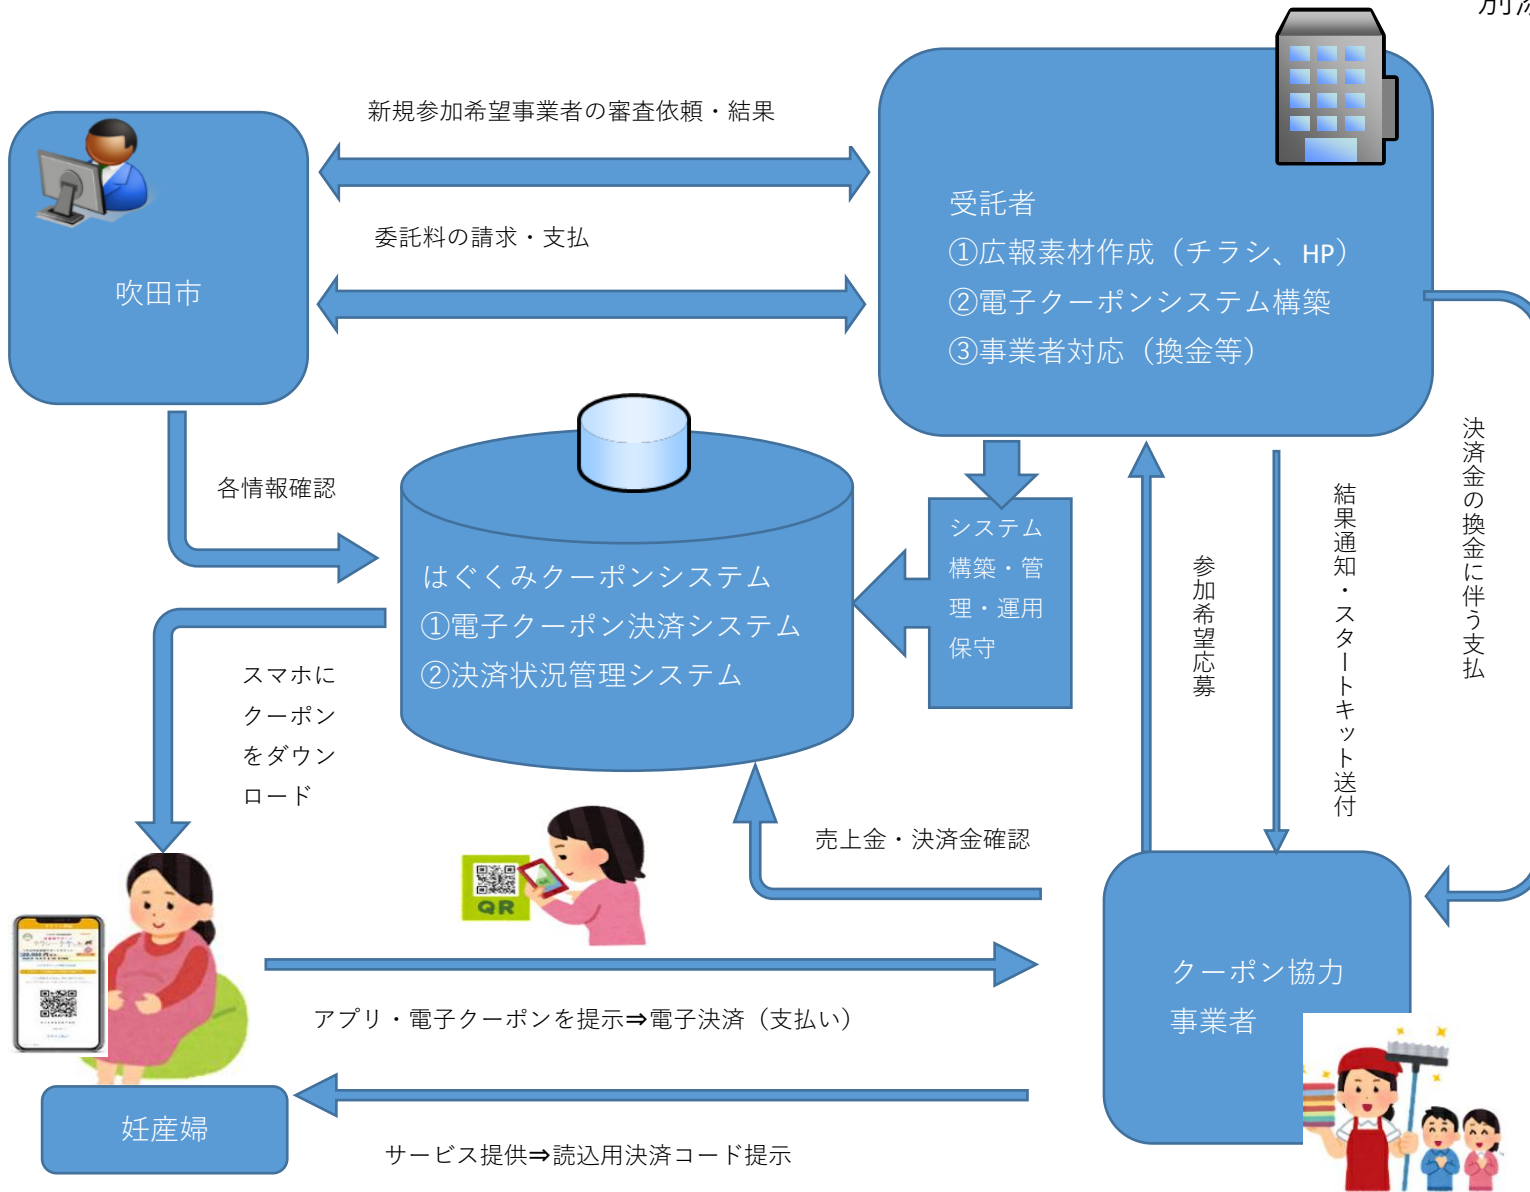 別添
新規参加希望事業者の審査依頼・結果
委託料の請求・支払
吹田市
受託者
①広報素材作成（チラシ、HP）
②電子クーポンシステム構築
③事業者対応（換金等）
各情報確認
はぐくみクーポンシステム
①電子クーポン決済システム
②決済状況管理システム
システム
構築・管
理・運用
保守
参加希望応募
結果通知・スタートキット送付
決済金の換金に伴う支払
スマホに
クーポン
をダウン
ロード
売上金・決済金確認
QR
アプリ・電子クーポンを提示⇒電子決済（支払い）
クーポン協力
事業者
妊産婦
サービス提供⇒読込用決済コード提示